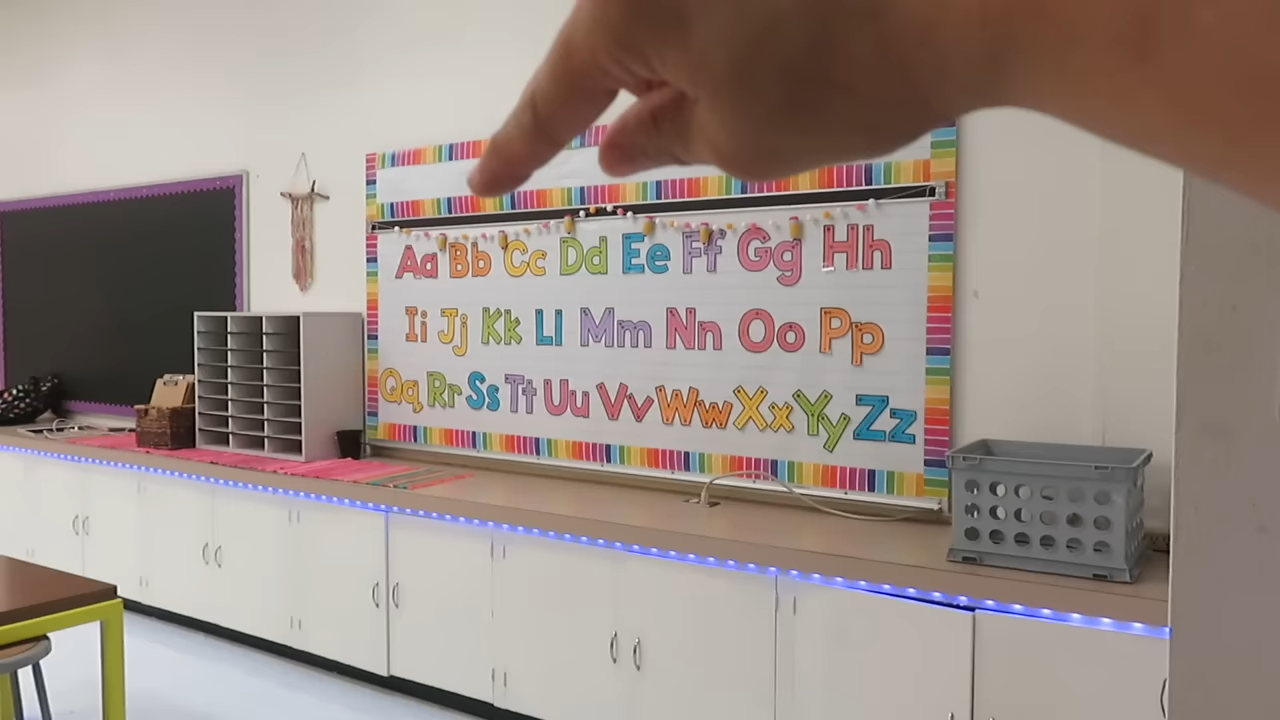 Aa Bb Cc Dd Ee Ff Gg Hh
Ii Jj Kk Ll Mm Nn Oo Pp
Qq Rr Ss Tt Uu Vv Ww Xx Yy Zz